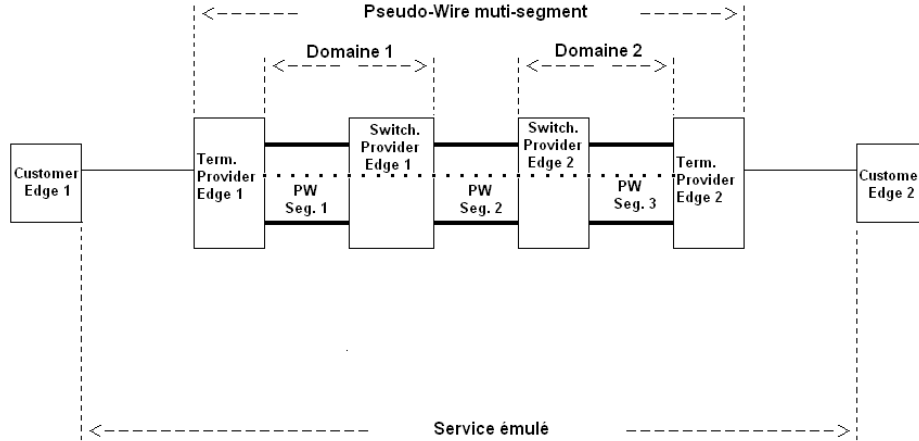 Pseudo-Wire muti-segment
Domaine 1
Domaine 2
Customer
Edge 1
Term.
Provider
Edge 1
PW
Seg. 1
Switch.
Provider
Edge 1
PW
Seg. 2
Switch.
Provider
Edge 2
PW
Seg. 3
Term.
Provider
Edge 2
Custome
Edge 2
Service émulé